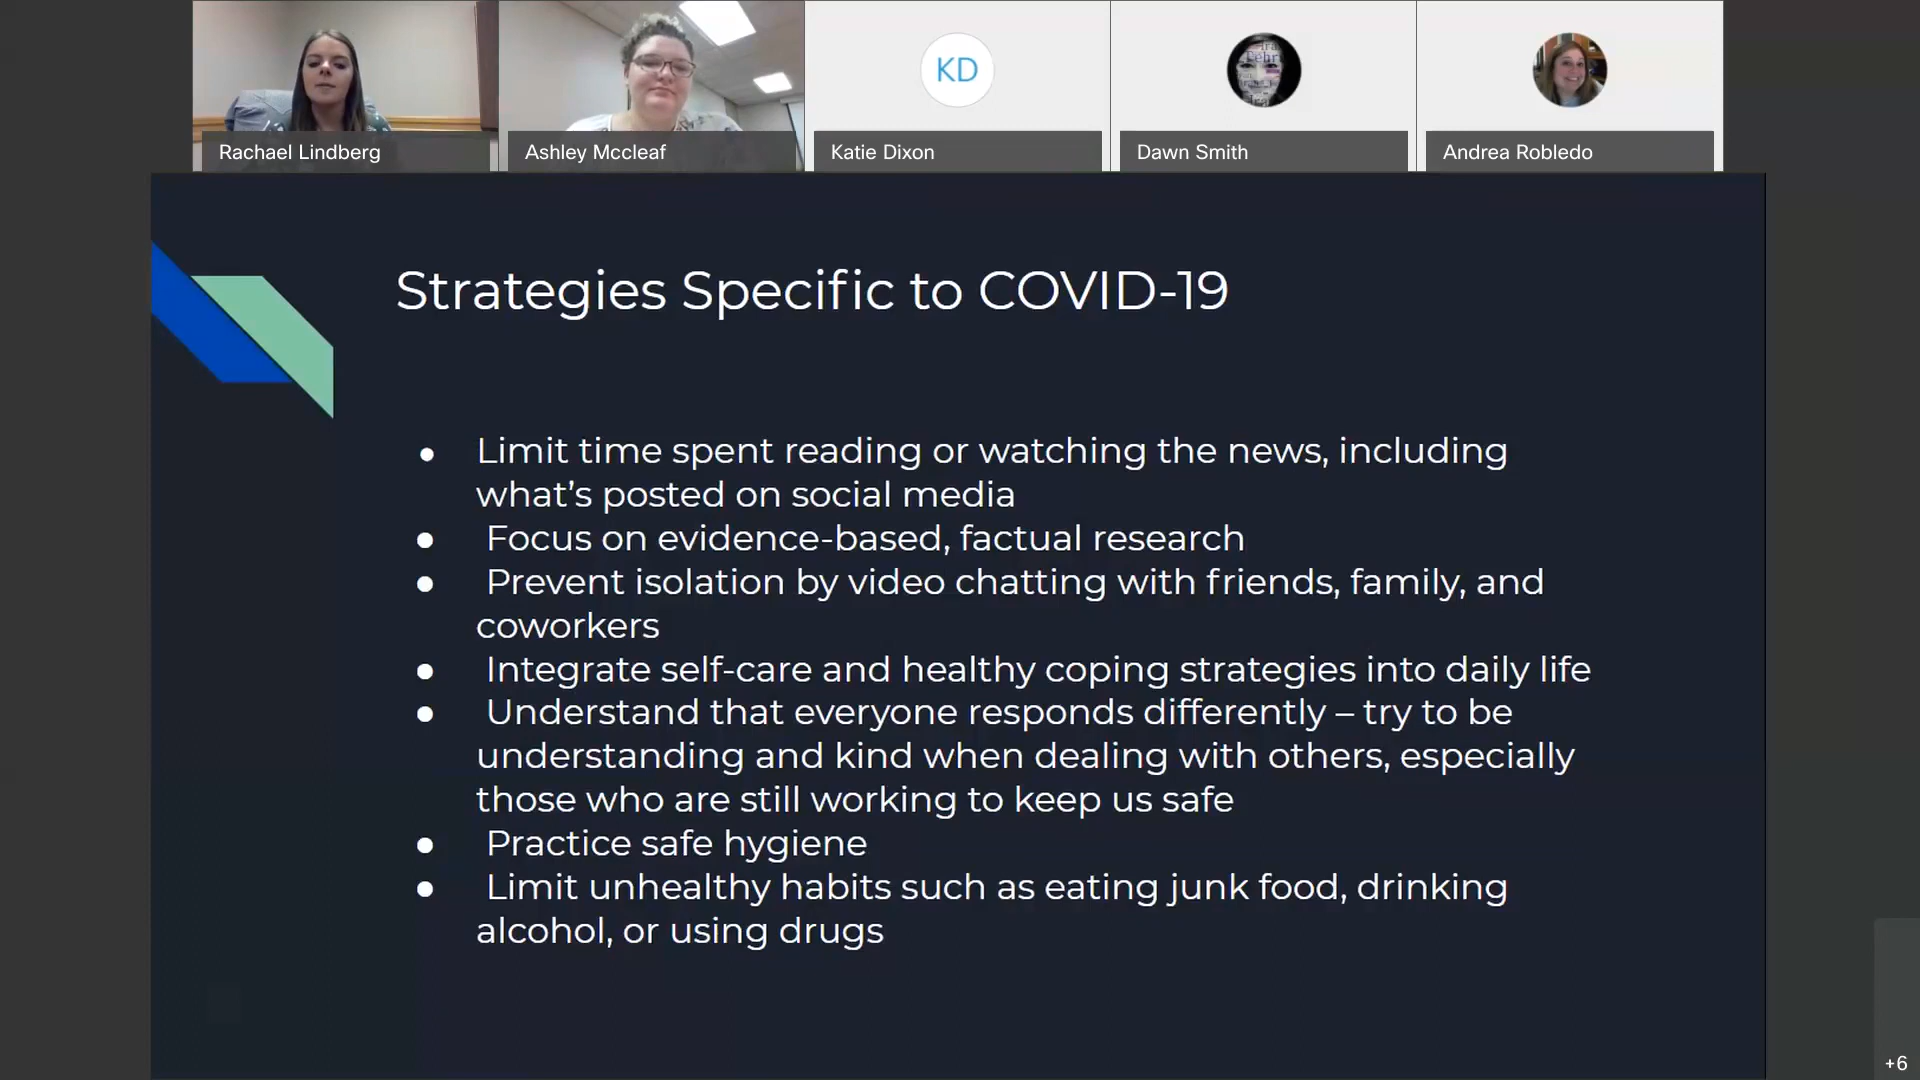 Rachael Lindberg
Ashley Mccleaf
KD
Katie Dixon
Dawn Smith
Andrea Robledo
Strategies Specific to COVID-19
● Limit time spent reading or watching the news, including
what’s posted on social media
● Focus on evidence-based, factual research
● Prevent isolation by video chatting with friends, family, and
coworkers
● Integrate self-care and healthy coping strategies into daily life
● Understand that everyone responds differently – try to be
understanding and kind when dealing with others, especially
those who are still working to keep us safe
● Practice safe hygiene
● Limit unhealthy habits such as eating junk food, drinking
alcohol, or using drugs
+6